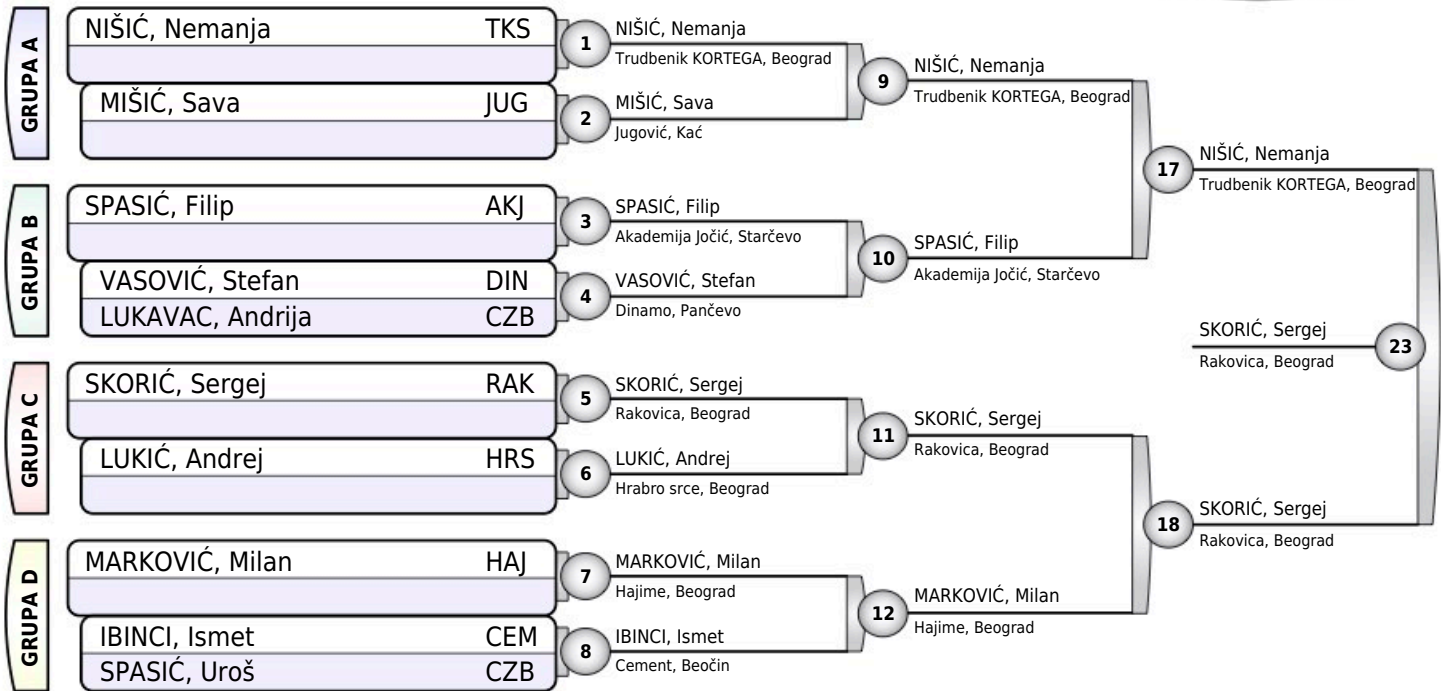 GRUPA A
NIŠIĆ, Nemanja TKS
MIŠIĆ, Sava JUG
GRUPA B
SPASIĆ, Filip AKJ
VASOVIĆ, Stefan DIN
LUKAVAC, Andrija CZB
GRUPA C
SKORIĆ, Sergej RAK
LUKIĆ, Andrej HRS
GRUPA D
MARKOVIĆ, Milan HAJ
IBINCI, Ismet CEM
SPASIĆ, Uroš CZB
1
NIŠIĆ, Nemanja
Trudbenik KORTEGA, Beograd
2
MIŠIĆ, Sava
Jugović, Kać
3
SPASIĆ, Filip
Akademija Jočić, Starčevo
4
VASOVIĆ, Stefan
Dinamo, Pančevo
5
SKORIĆ, Sergej
Rakovica, Beograd
6
LUKIĆ, Andrej
Hrabro srce, Beograd
7
MARKOVIĆ, Milan
Hajime, Beograd
8
IBINCI, Ismet
Cement, Beočin
9
NIŠIĆ, Nemanja
Trudbenik KORTEGA, Beograd
10
SPASIĆ, Filip
Akademija Jočić, Starčevo
11
SKORIĆ, Sergej
Rakovica, Beograd
12
MARKOVIĆ, Milan
Hajime, Beograd
17
NIŠIĆ, Nemanja
Trudbenik KORTEGA, Beograd
18
SKORIĆ, Sergej
Rakovica, Beograd
SKORIĆ, Sergej
Rakovica, Beograd
23